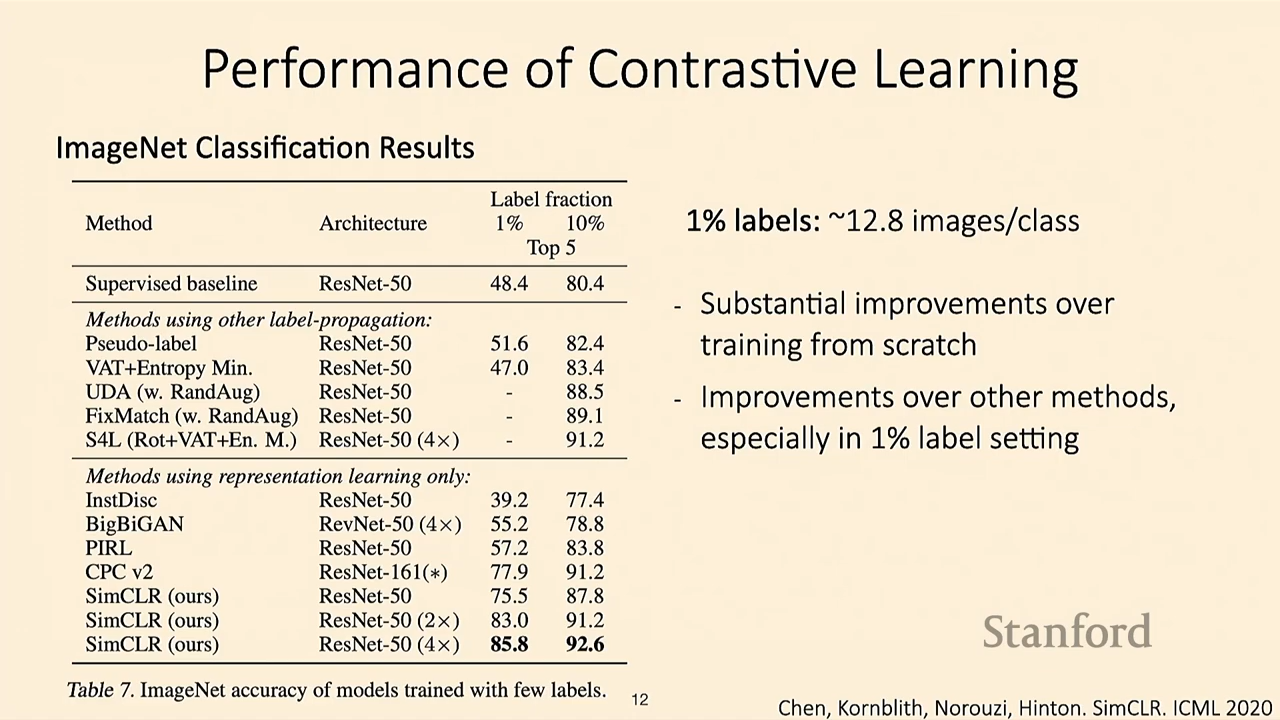 Performance of Contrastive Learning
ImageNet Classification Results
Label fraction
Method Architecture 1% 10%
Top 5
Supervised baseline ResNet-50 48.4 80.4
Methods using other label-propagation:
Pseudo-label ResNet-50 51.6 82.4
VAT+Entropy Min. ResNet-50 47.0 83.4
UDA (w. RandAug) ResNet-50 - 88.5
FixMatch (w. RandAug) ResNet-50 - 89.1
S4L (Rot+VAT+En. M.) ResNet-50 (4×) - 91.2
Methods using representation learning only:
InstDisc ResNet-50 39.2 77.4
BigBiGAN RevNet-50 (4×) 55.2 78.8
PIRL ResNet-50 57.2 83.8
CPC v2 ResNet-161(∗) 77.9 91.2
SimCLR (ours) ResNet-50 75.5 87.8
SimCLR (ours) ResNet-50 (2×) 83.0 91.2
SimCLR (ours) ResNet-50 (4×) 85.8 92.6
Table 7. ImageNet accuracy of models trained with few labels.
1% labels: ~12.8 images/class
- Substantial improvements over
training from scratch
- Improvements over other methods,
especially in 1% label setting
Stanford
12
Chen, Kornblith, Norouzi, Hinton. SimCLR. ICML 2020